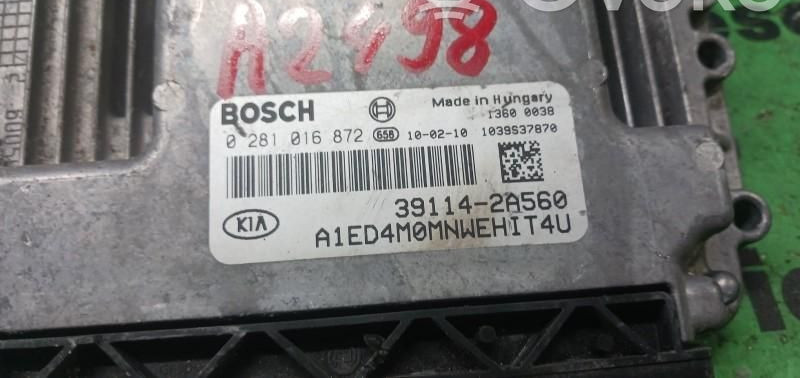 A2498
BOSCH Made in Hungary
1360 0038
0 281 016 872 658 10-02-10 1039S37870
39114-2A560
KIA A1ED4M0MNWEHIT4U